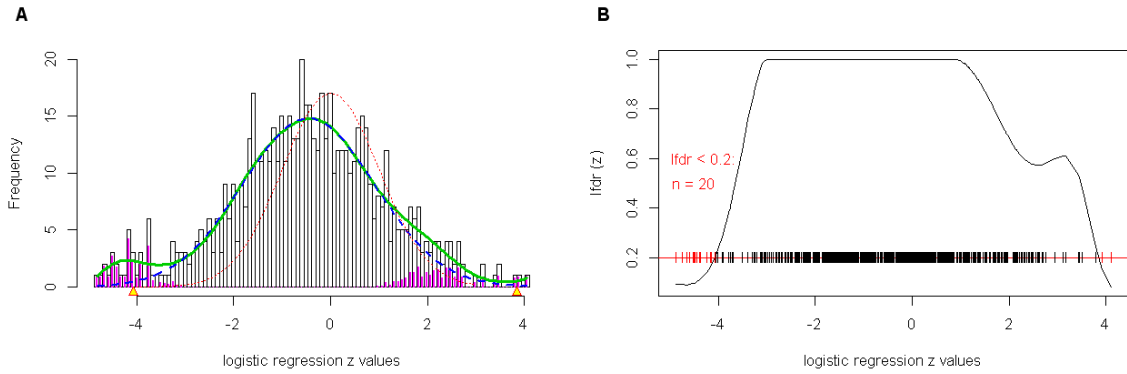 A
Frequency
0
5
10
15
20
-4
-2
0
2
4
logistic regression z values
B
lfdr (z)
0.2
0.4
0.6
0.8
1.0
lfdr < 0.2:
n = 20
-4
-2
0
2
4
logistic regression z values